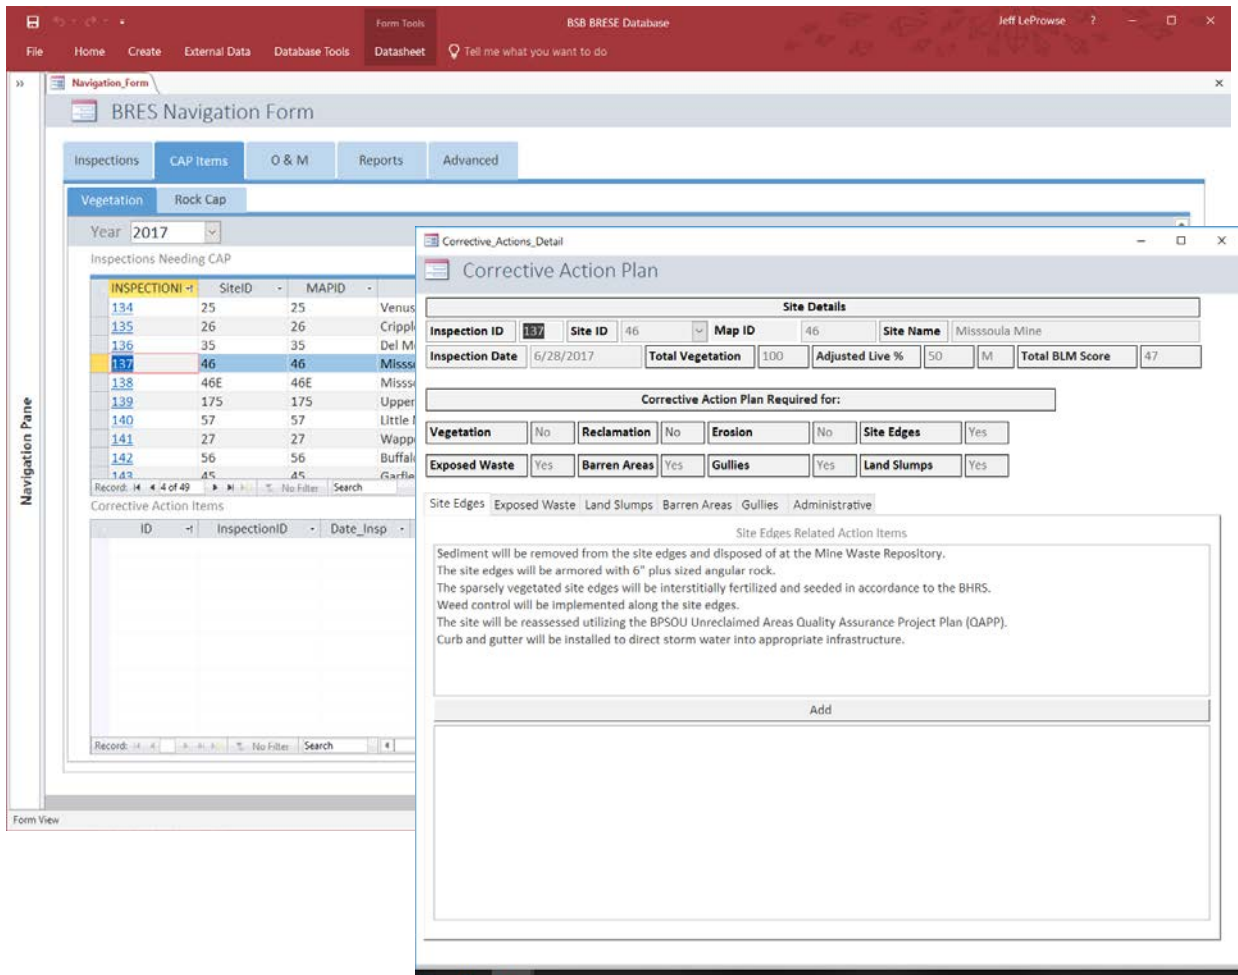 Form Tools BSB BRESE Database Jeff LeProwse ?
File Home Create External Data Database Tools Datasheet Tell me what you want to do
Navigation_Form
BRES Navigation Form
Inspections CAP Items O & M Reports Advanced
Vegetation Rock Cap
Year 2017
Inspections Needing CAP
INSPECTIONI SiteID MAPID
134 25 25 Venus
135 26 26 Crippl
136 35 35 Del M
137 46 46 Misss
138 46E 46E Misss
139 175 175 Upper
140 57 57 Little
141 27 27 Wapp
142 56 56 Buffal
143 45 45 Garfie
Record: 4 of 49 No Filter Search
Corrective Action Items
ID InspectionID Date_Insp
Record: No Filter Search
Navigation Pane
Form View
Corrective_Actions_Detail
Corrective Action Plan
Site Details
Inspection ID 137 Site ID 46 Map ID 46 Site Name Misssoula Mine
Inspection Date 6/28/2017 Total Vegetation 100 Adjusted Live % 50 M Total BLM Score 47
Corrective Action Plan Required for:
Vegetation No Reclamation No Erosion No Site Edges Yes
Exposed Waste Yes Barren Areas Yes Gullies Yes Land Slumps Yes
Site Edges Exposed Waste Land Slumps Barren Areas Gullies Administrative
Site Edges Related Action Items
Sediment will be removed from the site edges and disposed of at the Mine Waste Repository.
The site edges will be armored with 6" plus sized angular rock.
The sparsely vegetated site edges will be interstitially fertilized and seeded in accordance to the BHRS.
Weed control will be implemented along the site edges.
The site will be reassessed utilizing the BPSOU Unreclaimed Areas Quality Assurance Project Plan (QAPP).
Curb and gutter will be installed to direct storm water into appropriate infrastructure.
Add